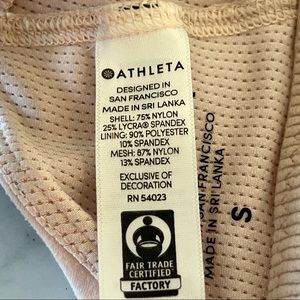 ATHLETA
DESIGNED IN
SAN FRANCISCO
MADE IN SRI LANKA
SHELL: 75% NYLON
25% LYCRA® SPANDEX
LINING: 90% POLYESTER
10% SPANDEX
MESH: 87% NYLON
13% SPANDEX
EXCLUSIVE OF
DECORATION
RN 54023
FAIR TRADE
CERTIFIED
FACTORY
SAN FRANCISCO
MADE IN SRI LANKA
S